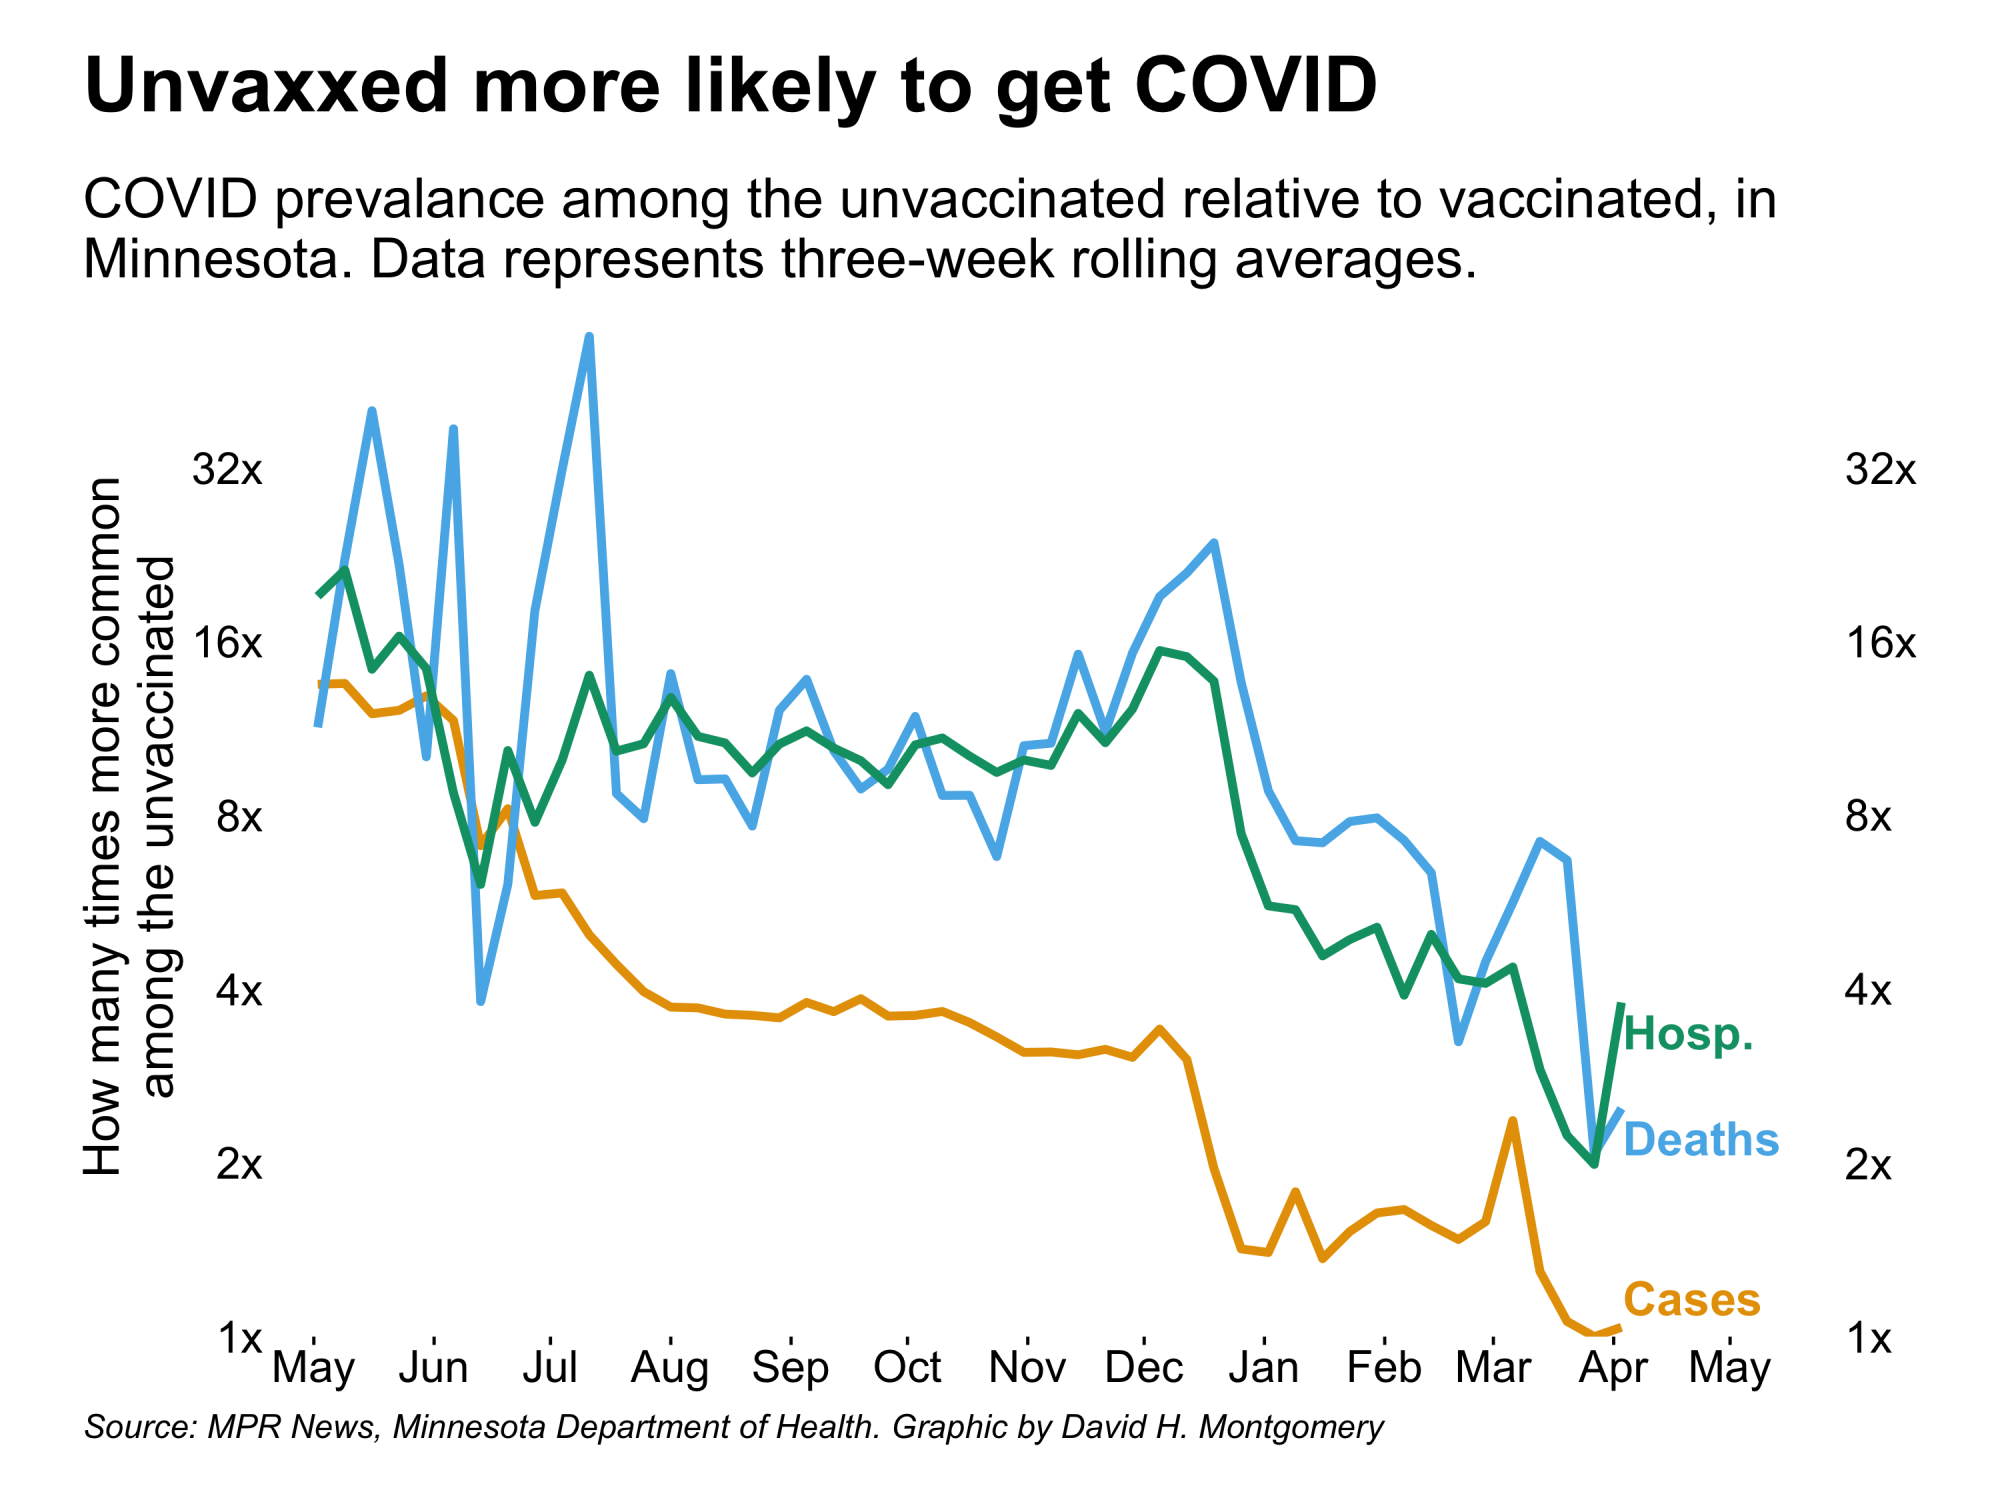 Unvaxxed more likely to get COVID
COVID prevalance among the unvaccinated relative to vaccinated, in
Minnesota. Data represents three-week rolling averages.
How many times more common
among the unvaccinated
32x
16x
8x
4x
2x
1x
32x
16x
8x
4x
2x
1x
Hosp.
Deaths
Cases
May Jun Jul Aug Sep Oct Nov Dec Jan Feb Mar Apr May
Source: MPR News, Minnesota Department of Health. Graphic by David H. Montgomery